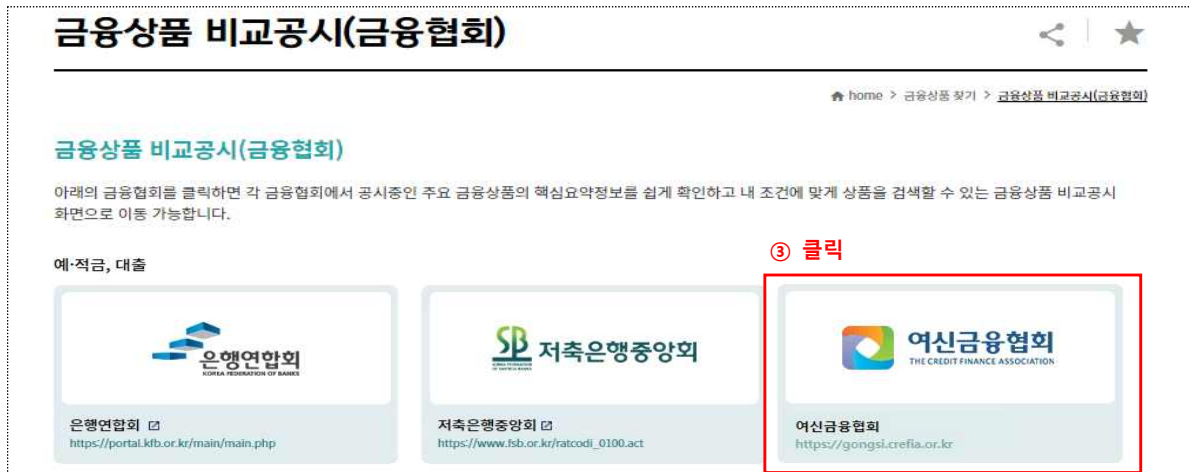 금융상품 비교공시(금융협회)
home > 금융상품 찾기 > 금융상품 비교공시(금융협회)
금융상품 비교공시(금융협회)
아래의 금융협회를 클릭하면 각 금융협회에서 공시중인 주요 금융상품의 핵심요약정보를 쉽게 확인하고 내 조건에 맞게 상품을 검색할 수 있는 금융상품 비교공시
화면으로 이동 가능합니다.
③ 클릭
예·적금, 대출
은행연합회
KOREA FEDERATION OF BANKS
SB 저축은행중앙회
여신금융협회
THE CREDIT FINANCE ASSOCIATION
은행연합회
https://portal.kfb.or.kr/main/main.php
저축은행중앙회
https://www.fsb.or.kr/ratcodi_0100.act
여신금융협회
https://gongsi.crefia.or.kr